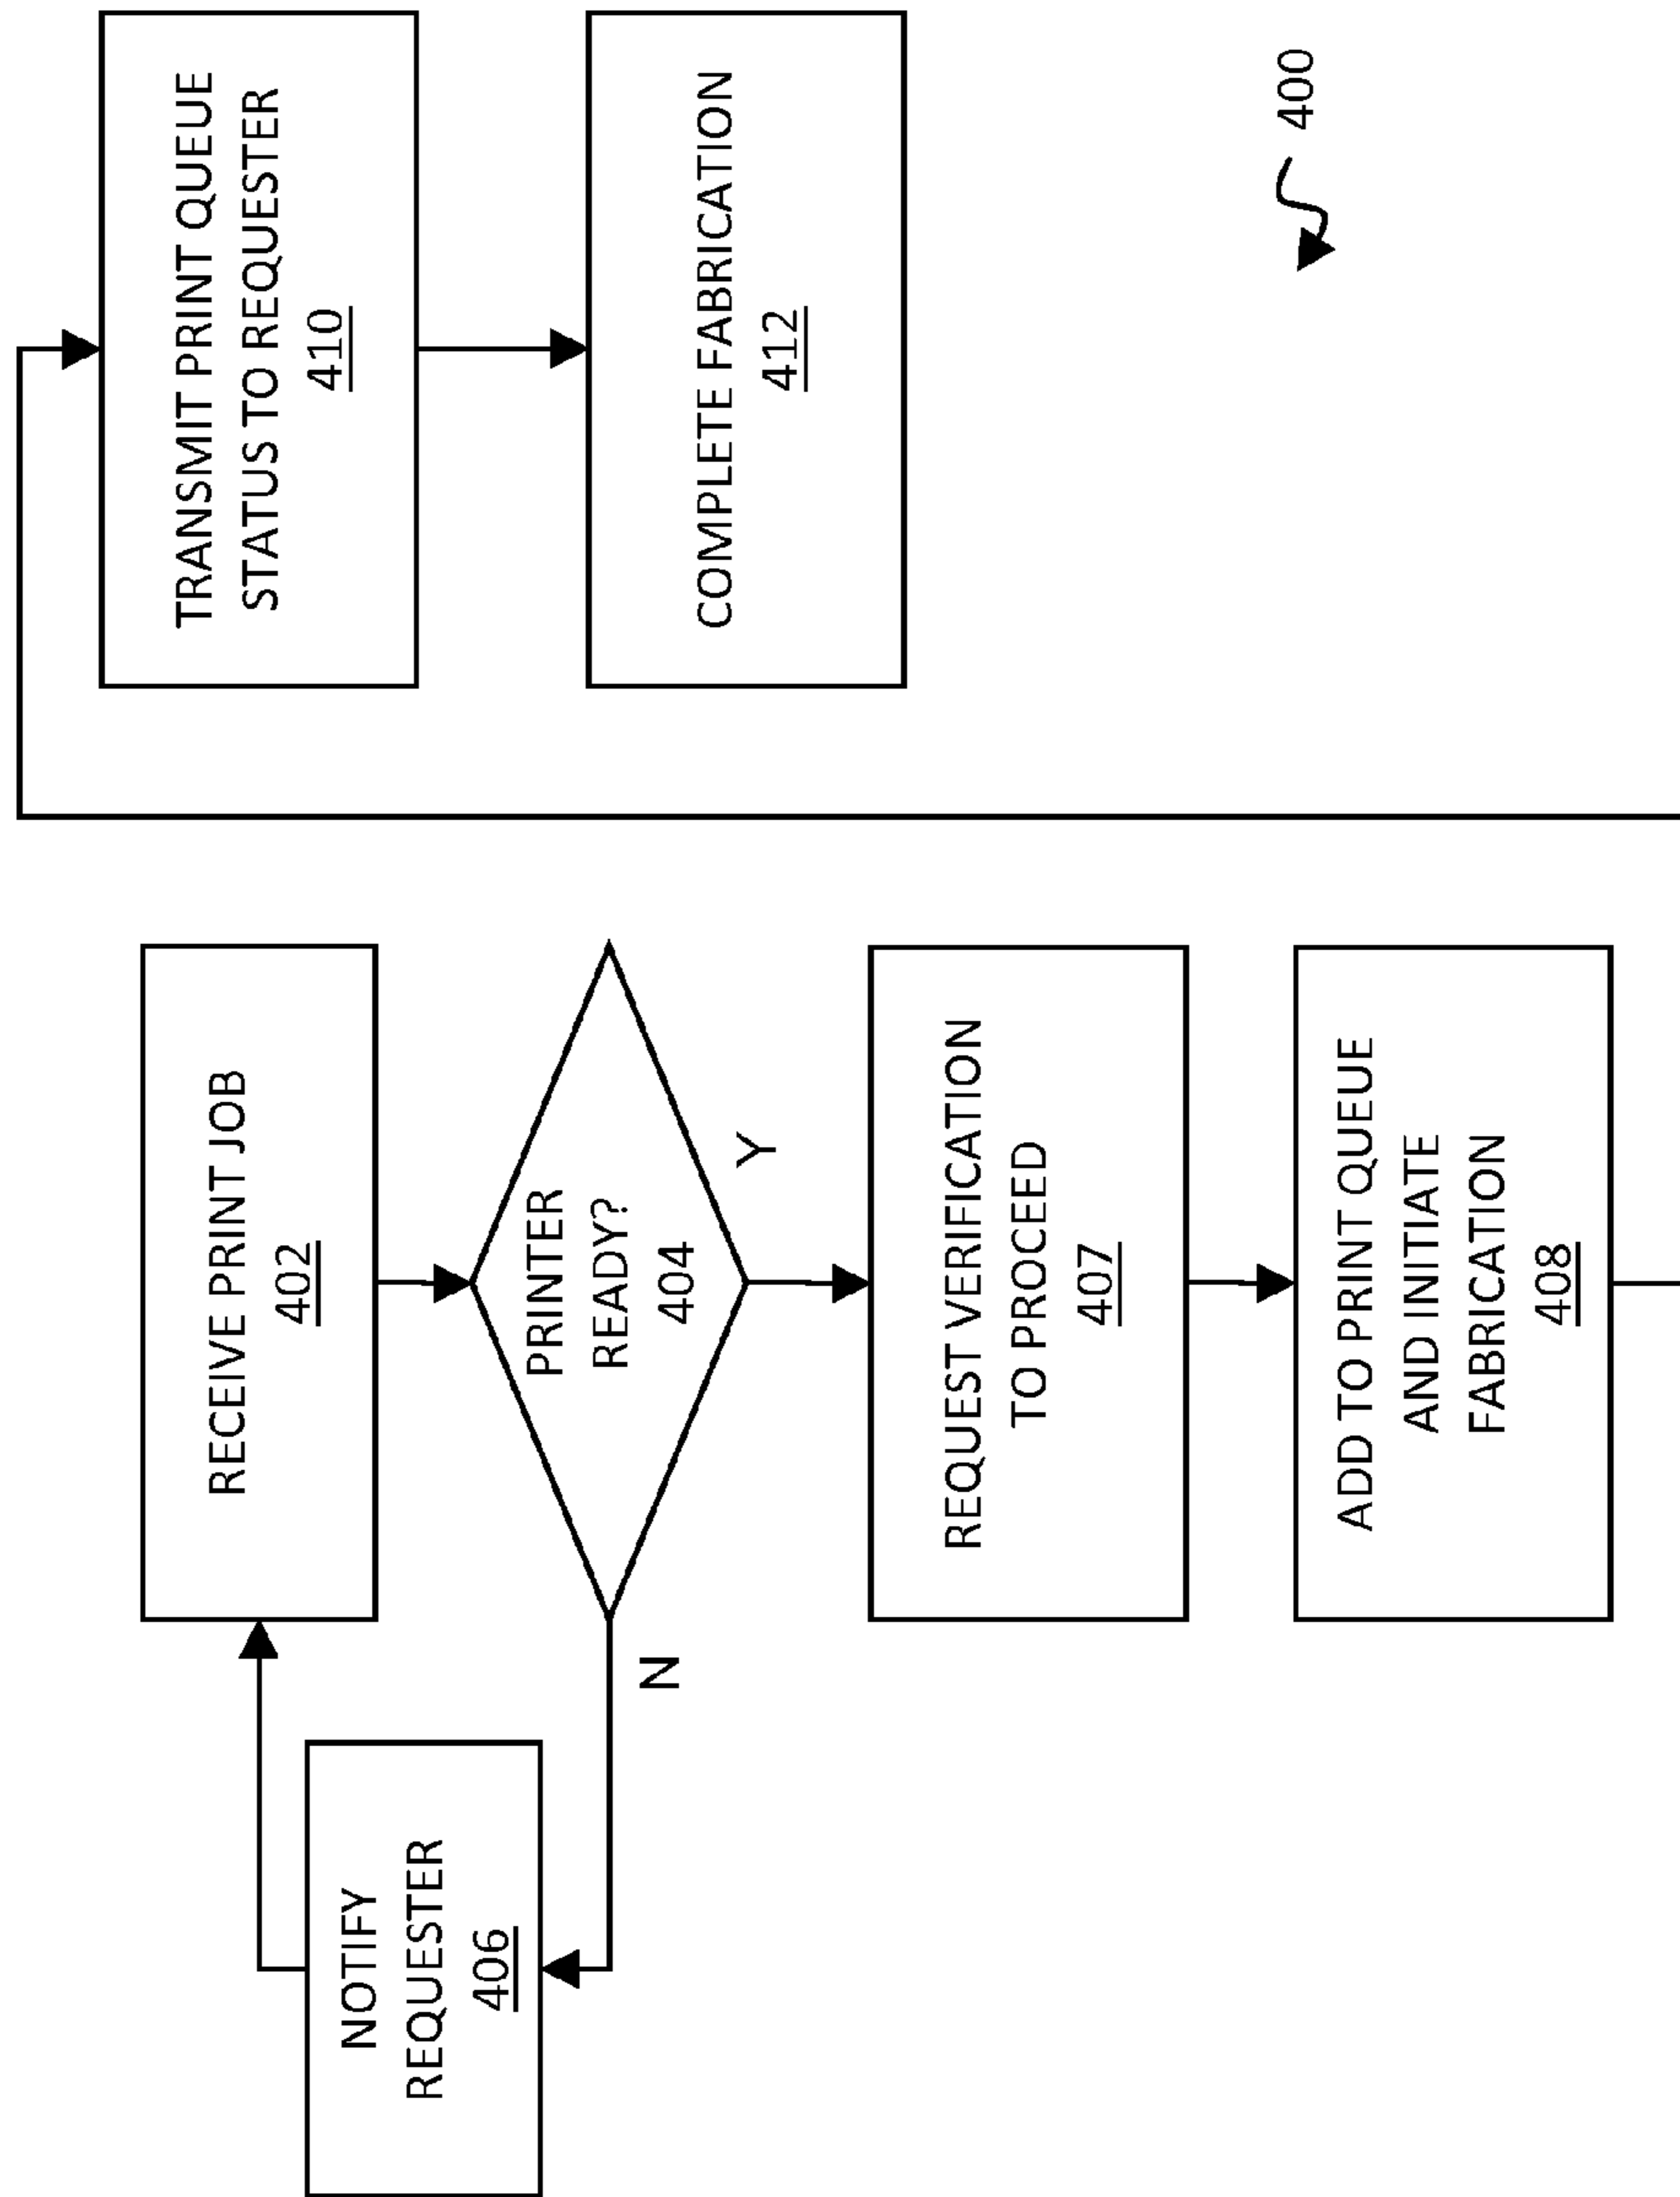 RECEIVE PRINT JOB
402
PRINTER
READY?
404
N
Y
NOTIFY
REQUESTER
406
REQUEST VERIFICATION
TO PROCEED
407
ADD TO PRINT QUEUE
AND INITIATE
FABRICATION
408
TRANSMIT PRINT QUEUE
STATUS TO REQUESTER
410
COMPLETE FABRICATION
412
400